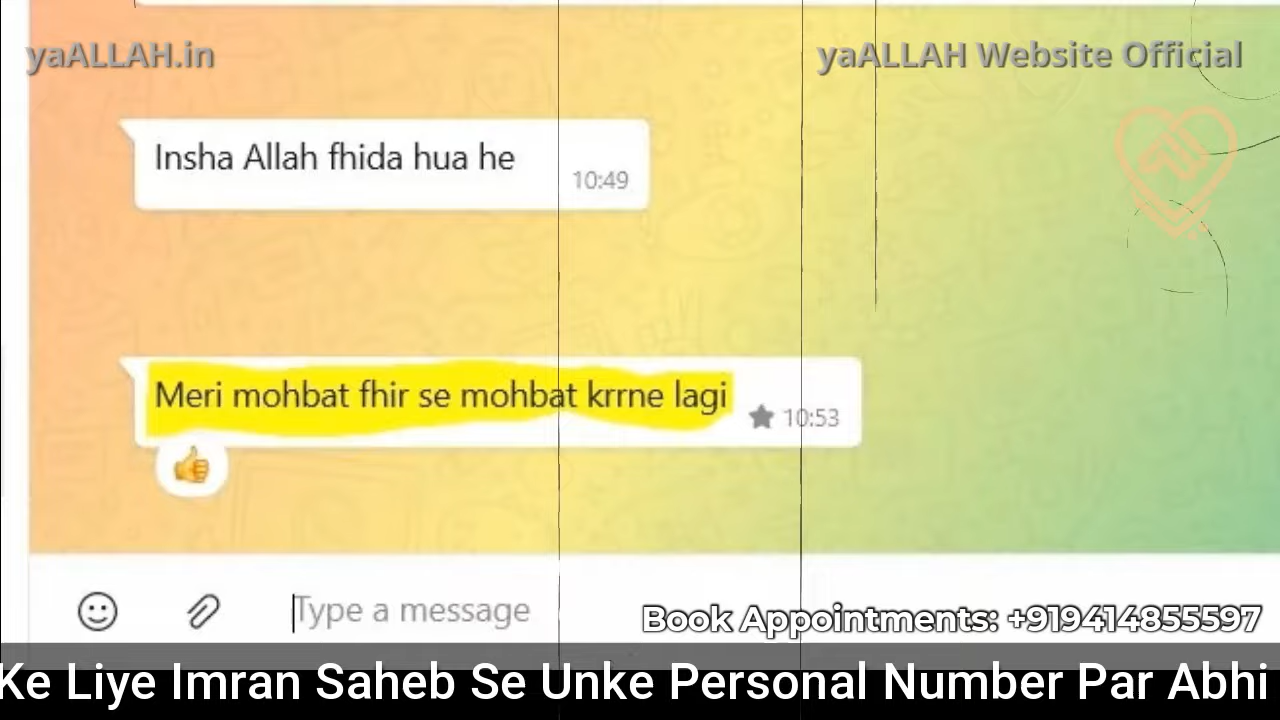 yaALLAH.in
yaALLAH Website Official
Insha Allah fhida hua he
10:49
Meri mohbat fhir se mohbat krrne lagi
10:53
Type a message
Book Appointments: +919414855597
Ke Liye Imran Saheb Se Unke Personal Number Par Abhi